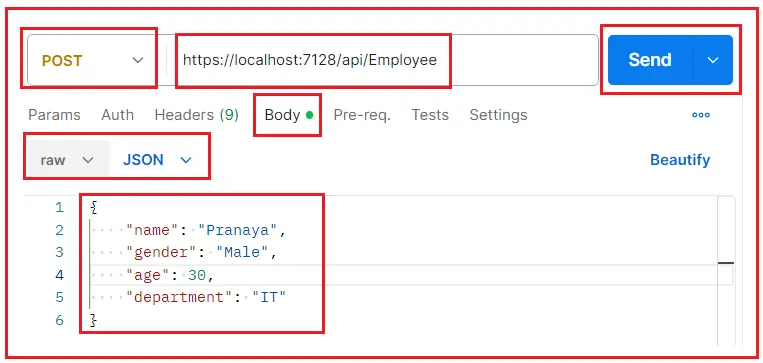 POST https://localhost:7128/api/Employee Send
Params Auth Headers (9) Body Pre-req. Tests Settings
raw JSON Beautify
1 {
2 "name": "Pranaya",
3 "gender": "Male",
4 "age": 30,
5 "department": "IT"
6 }